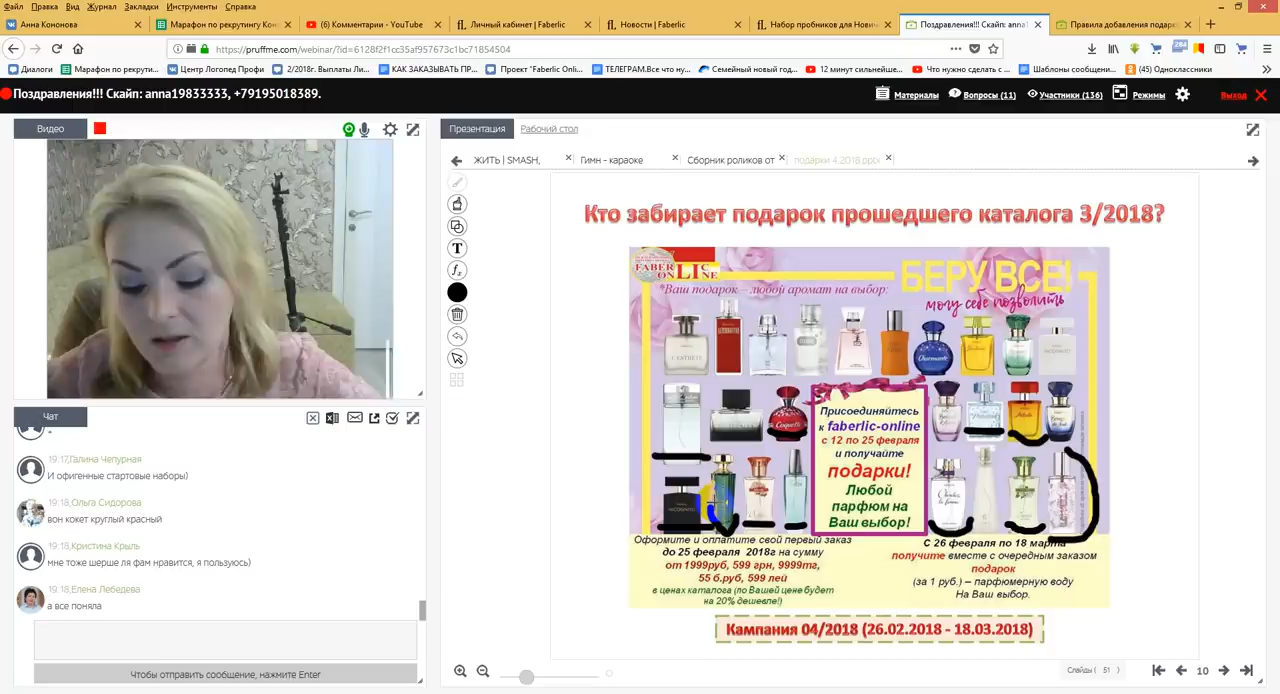 Файл Правка Вид Журнал Закладки Инструменты Справка
Анна Кононова
Марафон по рекрутингу Кон
(6) Комментарии - YouTube
Личный кабинет | Faberlic
Новости | Faberlic
Набор пробников для Нович
Поздравления!!! Скайп: anna1
Правила добавления подаре
https://pruffme.com/webinar/?id=6128f2f1cc35af957673c1bc71854504
284
Диалоги
Марафон по рекрути...
Центр Логопед Профи
2/2018г. Выплаты Ли...
КАК ЗАКАЗЫВАТЬ ПР...
Проект "Faberlic Onli...
ТЕЛЕГРАМ.Все что ну...
Семейный новый год...
12 минут сильнейше...
Что нужно сделать с ...
Шаблоны сообщени...
(45) Одноклассники
Поздравления!!! Скайп: anna19833333, +79195018389.
Материалы
Вопросы (11)
Участники (136)
Режимы
Выход
Видео
Презентация
Рабочий стол
ЖИТЬ | SMASH,
Гимн - караоке
Сборник роликов от
подарки 4.2018.pptx
Кто забирает подарок прошедшего каталога 3/2018?
FABERLIC
ONLINE
БЕРУ ВСЕ!
могу себе позволить
*Ваш подарок – любой аромат на выбор:
Присоединяйтесь
к faberlic-online
с 12 по 25 февраля
и получайте
подарки!
Любой
парфюм на
Ваш выбор!
Оформите и оплатите свой первый заказ
до 25 февраля 2018г на сумму
от 1999руб, 599 грн, 9999тг,
55 б.руб, 599 лей
в ценах каталога (по Вашей цене будет
на 20% дешевле!)
С 26 февраля по 18 марта
получите вместе с очередным заказом
подарок
(за 1 руб.) – парфюмерную воду
На Ваш выбор.
Кампания 04/2018 (26.02.2018 - 18.03.2018)
Чат
+
19:17,Галина Чепурная
И офигенные стартовые наборы)
19:18,Ольга Сидорова
вон кокет круглый красный
19:18,Кристина Крыль
мне тоже шерше ля фам нравится, я пользуюсь)
19:18,Елена Лебедева
а все поняла
Чтобы отправить сообщение, нажмите Enter
Слайды ( 51 )
10